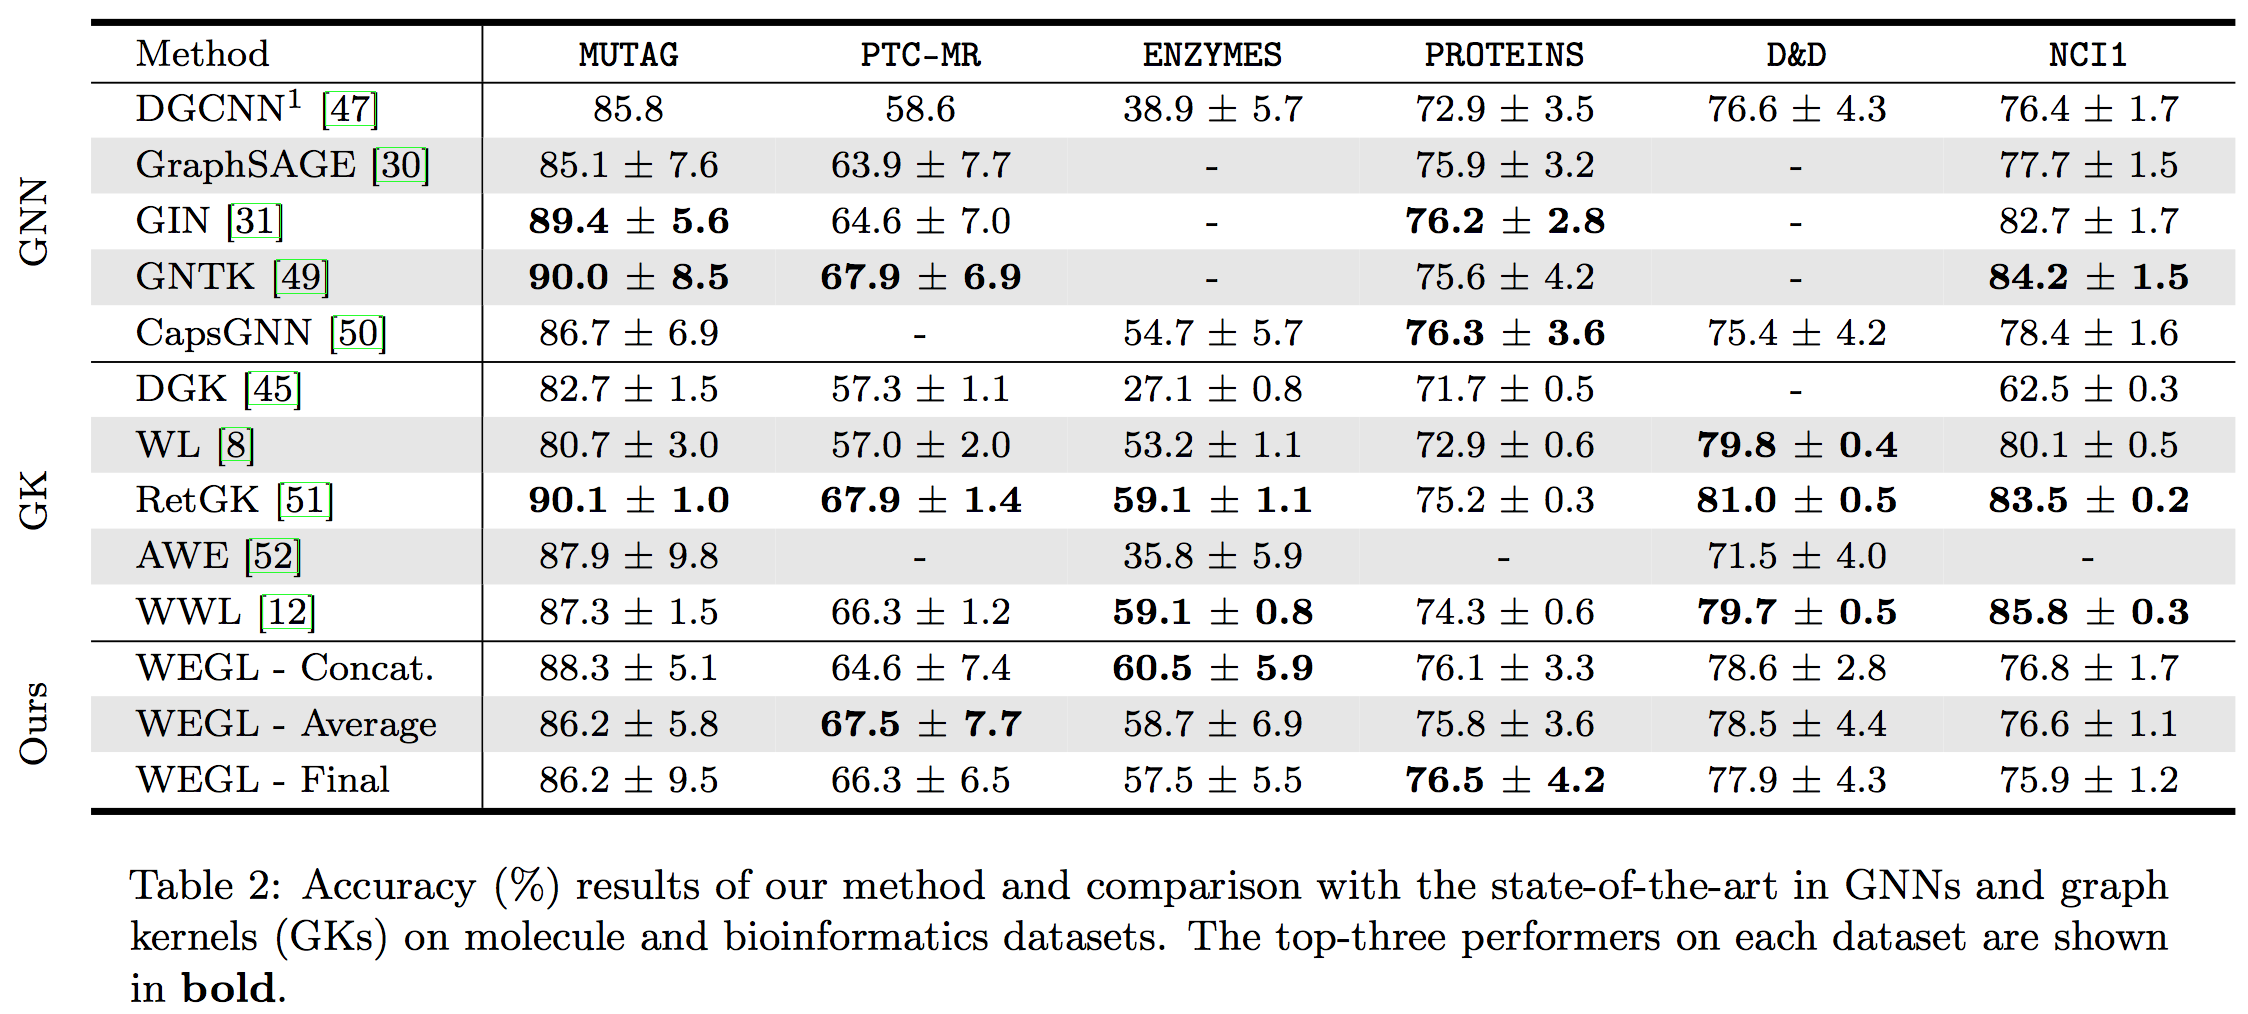 Method MUTAG PTC-MR ENZYMES PROTEINS D&D NCI1
GNN
DGCNN¹ [47] 85.8 58.6 38.9 ± 5.7 72.9 ± 3.5 76.6 ± 4.3 76.4 ± 1.7
GraphSAGE [30] 85.1 ± 7.6 63.9 ± 7.7 - 75.9 ± 3.2 - 77.7 ± 1.5
GIN [31] 89.4 ± 5.6 64.6 ± 7.0 - 76.2 ± 2.8 - 82.7 ± 1.7
GNTK [49] 90.0 ± 8.5 67.9 ± 6.9 - 75.6 ± 4.2 - 84.2 ± 1.5
CapsGNN [50] 86.7 ± 6.9 - 54.7 ± 5.7 76.3 ± 3.6 75.4 ± 4.2 78.4 ± 1.6
GK
DGK [45] 82.7 ± 1.5 57.3 ± 1.1 27.1 ± 0.8 71.7 ± 0.5 - 62.5 ± 0.3
WL [8] 80.7 ± 3.0 57.0 ± 2.0 53.2 ± 1.1 72.9 ± 0.6 79.8 ± 0.4 80.1 ± 0.5
RetGK [51] 90.1 ± 1.0 67.9 ± 1.4 59.1 ± 1.1 75.2 ± 0.3 81.0 ± 0.5 83.5 ± 0.2
AWE [52] 87.9 ± 9.8 - 35.8 ± 5.9 - 71.5 ± 4.0 -
WWL [12] 87.3 ± 1.5 66.3 ± 1.2 59.1 ± 0.8 74.3 ± 0.6 79.7 ± 0.5 85.8 ± 0.3
Ours
WEGL - Concat. 88.3 ± 5.1 64.6 ± 7.4 60.5 ± 5.9 76.1 ± 3.3 78.6 ± 2.8 76.8 ± 1.7
WEGL - Average 86.2 ± 5.8 67.5 ± 7.7 58.7 ± 6.9 75.8 ± 3.6 78.5 ± 4.4 76.6 ± 1.1
WEGL - Final 86.2 ± 9.5 66.3 ± 6.5 57.5 ± 5.5 76.5 ± 4.2 77.9 ± 4.3 75.9 ± 1.2
Table 2: Accuracy (%) results of our method and comparison with the state-of-the-art in GNNs and graph
kernels (GKs) on molecule and bioinformatics datasets. The top-three performers on each dataset are shown
in bold.